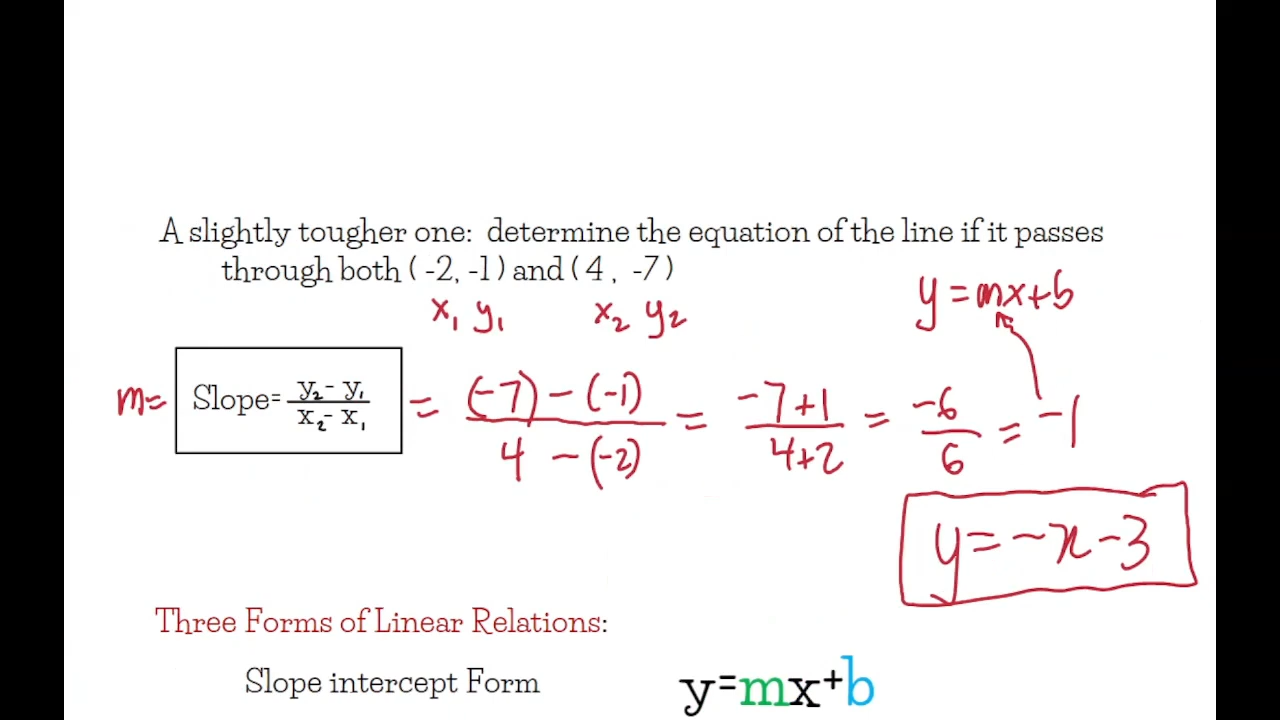 A slightly tougher one: determine the equation of the line if it passes
through both ( -2, -1 ) and ( 4 , -7 )
x₁ y₁ x₂ y₂
y = mx+b
m= Slope= (y₂- y₁)/(x₂- x₁) = ((-7) - (-1))/(4 - (-2)) = (-7+1)/(4+2) = -6/6 = -1
y = -x - 3
Three Forms of Linear Relations:
Slope intercept Form y=mx+b